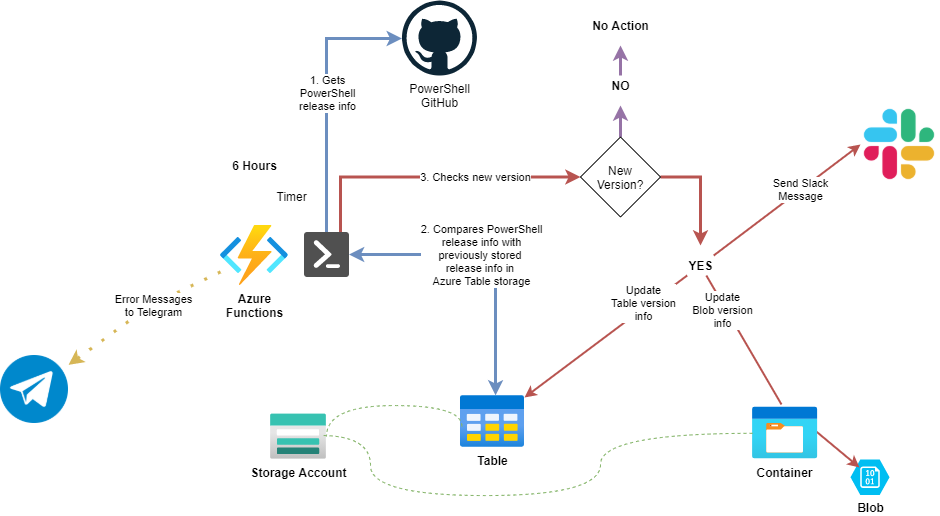 No Action
1. Gets
PowerShell
release info
PowerShell
GitHub
NO
6 Hours
Timer
3. Checks new version
New
Version?
Send Slack
Message
2. Compares PowerShell
release info with
previously stored
release info in
Azure Table storage
YES
Azure
Functions
Error Messages
to Telegram
Update
Table version
info
Update
Blob version
info
Storage Account
Table
Container
10
01
Blob